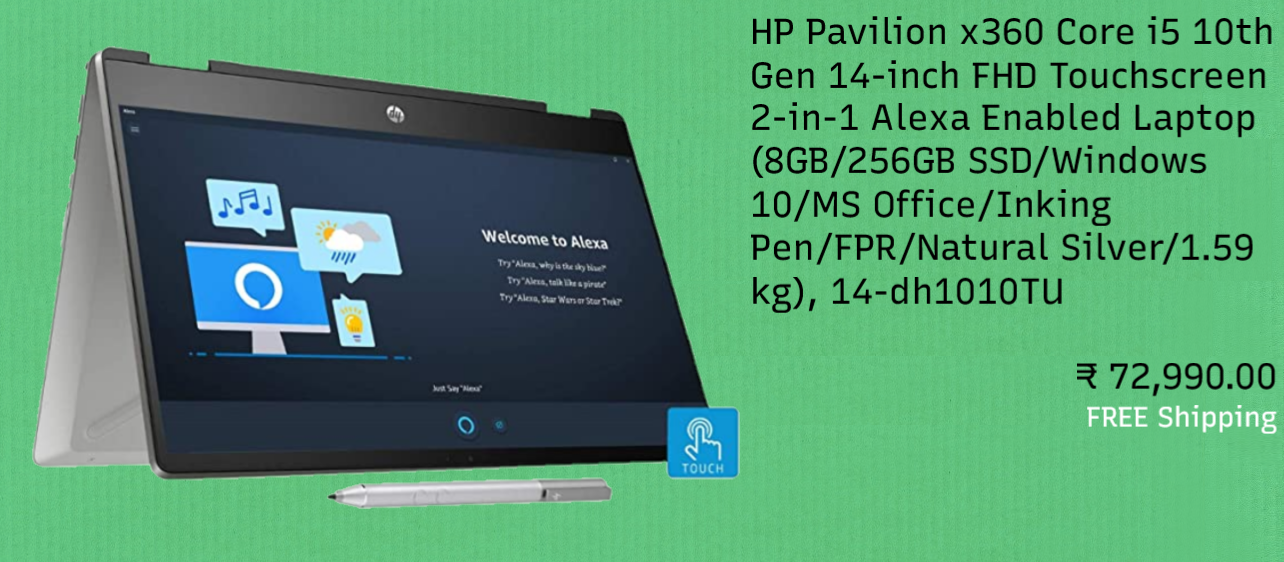 HP Pavilion x360 Core i5 10th
Gen 14-inch FHD Touchscreen
2-in-1 Alexa Enabled Laptop
(8GB/256GB SSD/Windows
10/MS Office/Inking
Pen/FPR/Natural Silver/1.59
kg), 14-dh1010TU
₹ 72,990.00
FREE Shipping
hp
Alexa
Welcome to Alexa
Try "Alexa, why is the sky blue?"
Try "Alexa, talk like a pirate"
Try "Alexa, Star Wars or Star Trek?"
Just Say "Alexa"
TOUCH